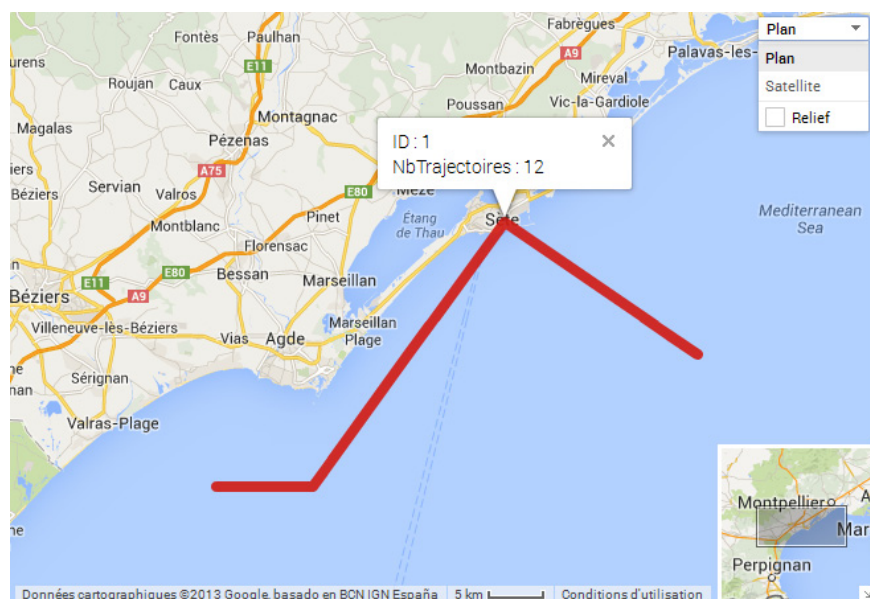 Fabrègues
Plan
Fontès
Paulhan
A9
Palavas-les-
Plan
E11
Montbazin
Mireval
Satellite
Roujan
Caux
Poussan
Vic-la-Gardiole
Relief
Montagnac
Magalas
Pézenas
ID : 1
NbTrajectoires : 12
A75
Béziers
Servian
Valros
E80
Mèze
Montblanc
Pinet
Étang
de Thau
Sète
Mediterranean
Sea
Florensac
E80
Bessan
Marseillan
E11
Béziers
A9
Villeneuve-lès-Béziers
Vias
Agde
Marseillan
Plage
Sérignan
Valras-Plage
Montpellier
Mar
Perpignan
Données cartographiques ©2013 Google, basado en BCN IGN España
5 km
Conditions d'utilisation